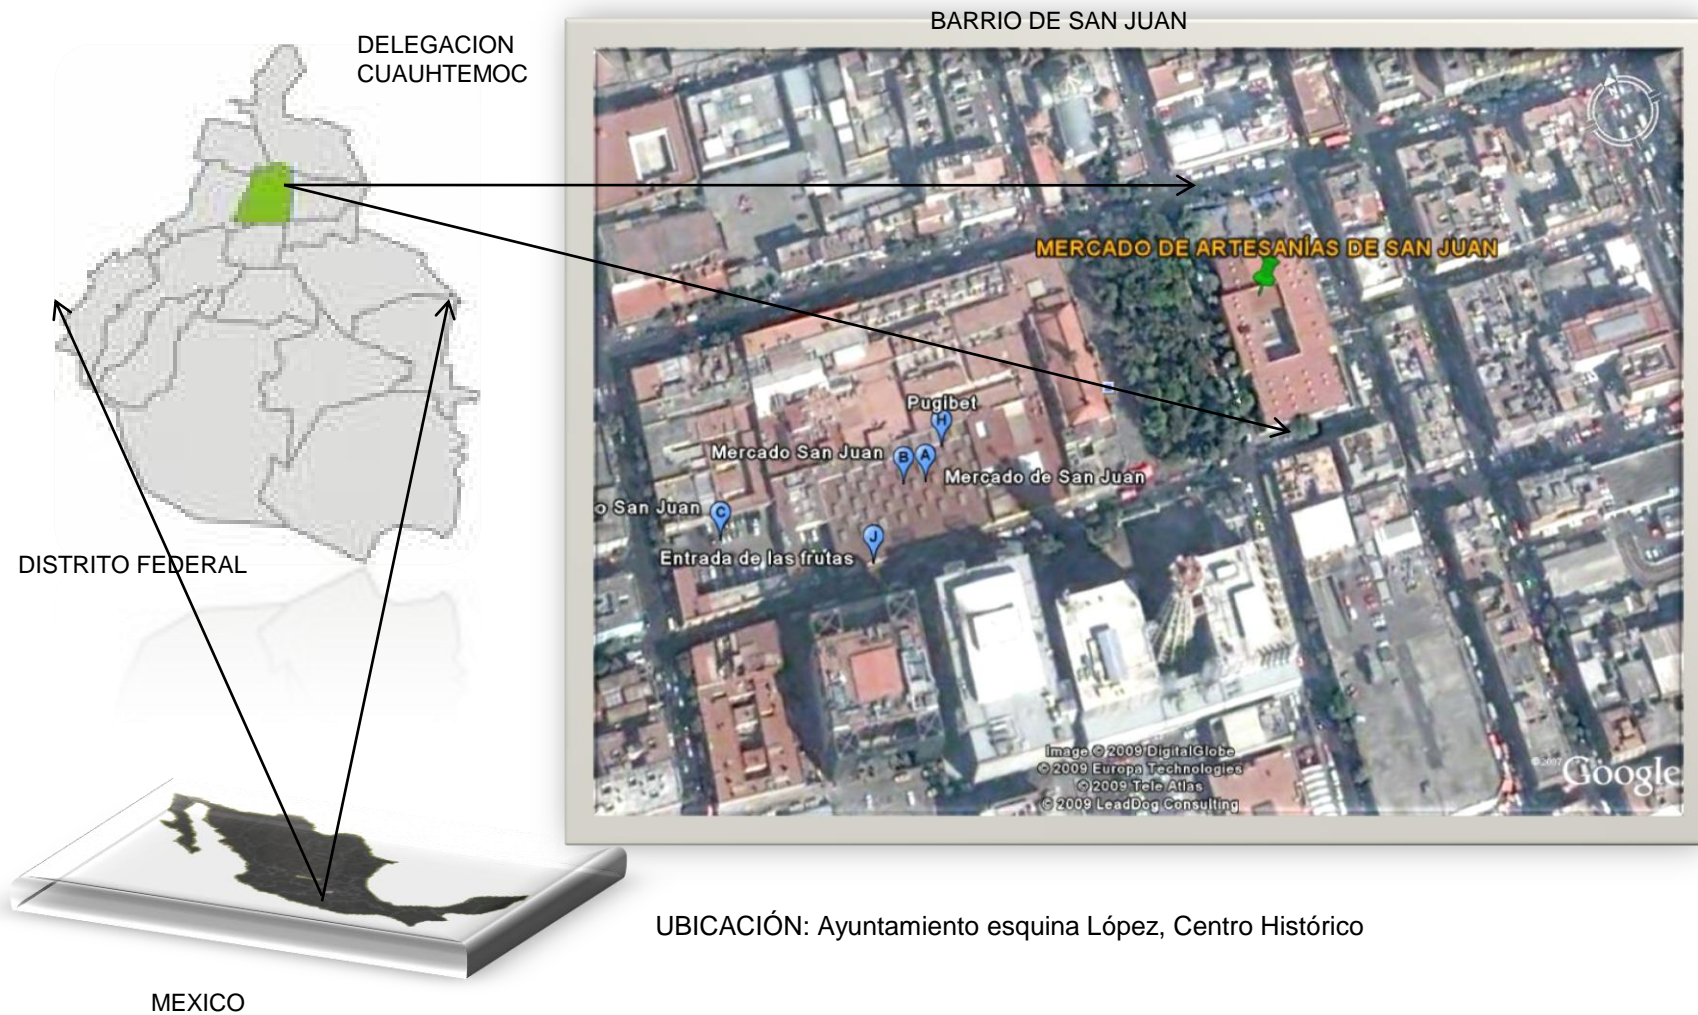 BARRIO DE SAN JUAN
DELEGACION
CUAUHTEMOC
N
MERCADO DE ARTESANÍAS DE SAN JUAN
Pugibet
H
Mercado San Juan
B
A
Mercado de San Juan
o San Juan
C
J
Entrada de las frutas
DISTRITO FEDERAL
Image © 2009 DigitalGlobe
© 2009 Europa Technologies
© 2009 Tele Atlas
© 2009 LeadDog Consulting
©2007 Google
UBICACIÓN: Ayuntamiento esquina López, Centro Histórico
MEXICO